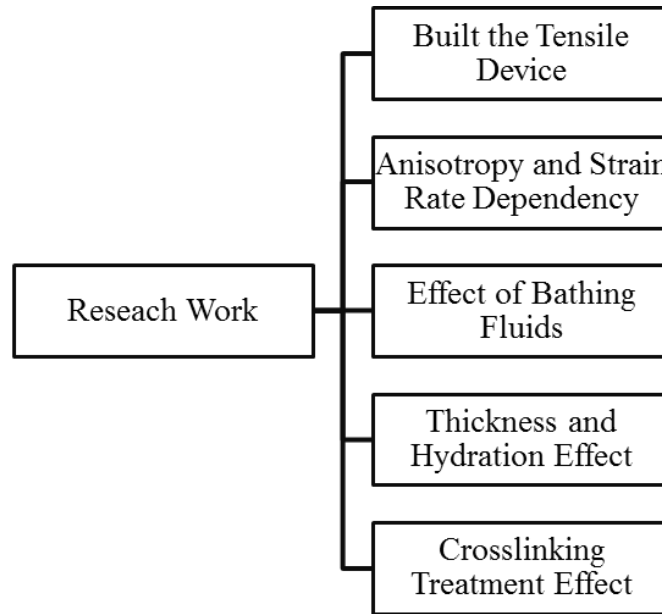 Built the Tensile
Device
Anisotropy and Strain
Rate Dependency
Reseach Work
Effect of Bathing
Fluids
Thickness and
Hydration Effect
Crosslinking
Treatment Effect